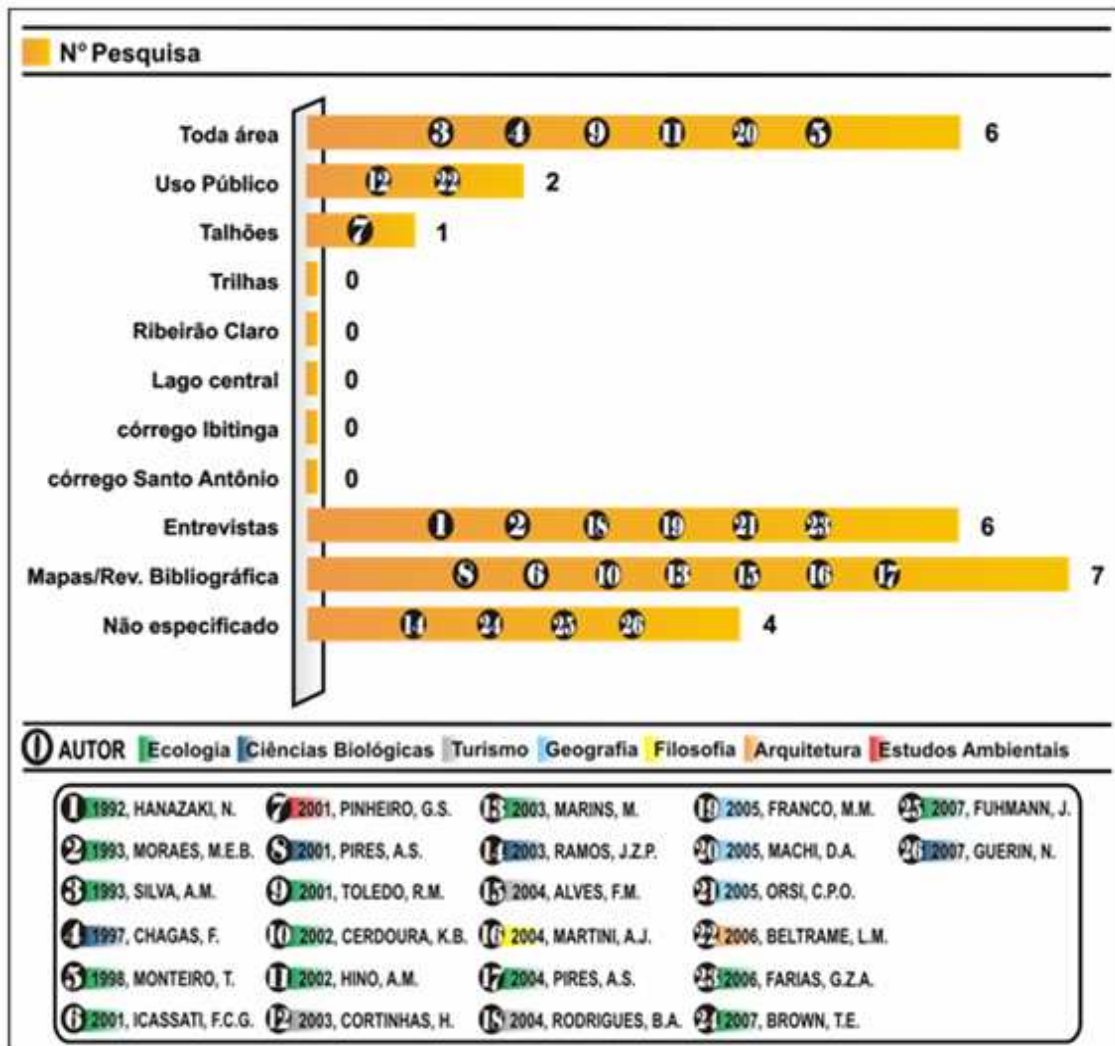 Nº Pesquisa
Toda área 3 4 9 11 20 5 6
Uso Público 12 22 2
Talhões 7 1
Trilhas 0
Ribeirão Claro 0
Lago central 0
córrego Ibitinga 0
córrego Santo Antônio 0
Entrevistas 1 2 18 19 21 23 6
Mapas/Rev. Bibliográfica 8 6 10 13 15 16 17 7
Não especificado 14 24 25 26 4
1 AUTOR Ecologia Ciências Biológicas Turismo Geografia Filosofia Arquitetura Estudos Ambientais
1 1992, HANAZAKI, N.
2 1993, MORAES, M.E.B.
3 1993, SILVA, A.M.
4 1997, CHAGAS, F.
5 1998, MONTEIRO, T.
6 2001, ICASSATI, F.C.G.
7 2001, PINHEIRO, G.S.
8 2001, PIRES, A.S.
9 2001, TOLEDO, R.M.
10 2002, CERDOURA, K.B.
11 2002, HINO, A.M.
12 2003, CORTINHAS, H.
13 2003, MARINS, M.
14 2003, RAMOS, J.Z.P.
15 2004, ALVES, F.M.
16 2004, MARTINI, A.J.
17 2004, PIRES, A.S.
18 2004, RODRIGUES, B.A.
19 2005, FRANCO, M.M.
20 2005, MACHI, D.A.
21 2005, ORSI, C.P.O.
22 2006, BELTRAME, L.M.
23 2006, FARIAS, G.Z.A.
24 2007, BROWN, T.E.
25 2007, FUHMANN, J.
26 2007, GUERIN, N.